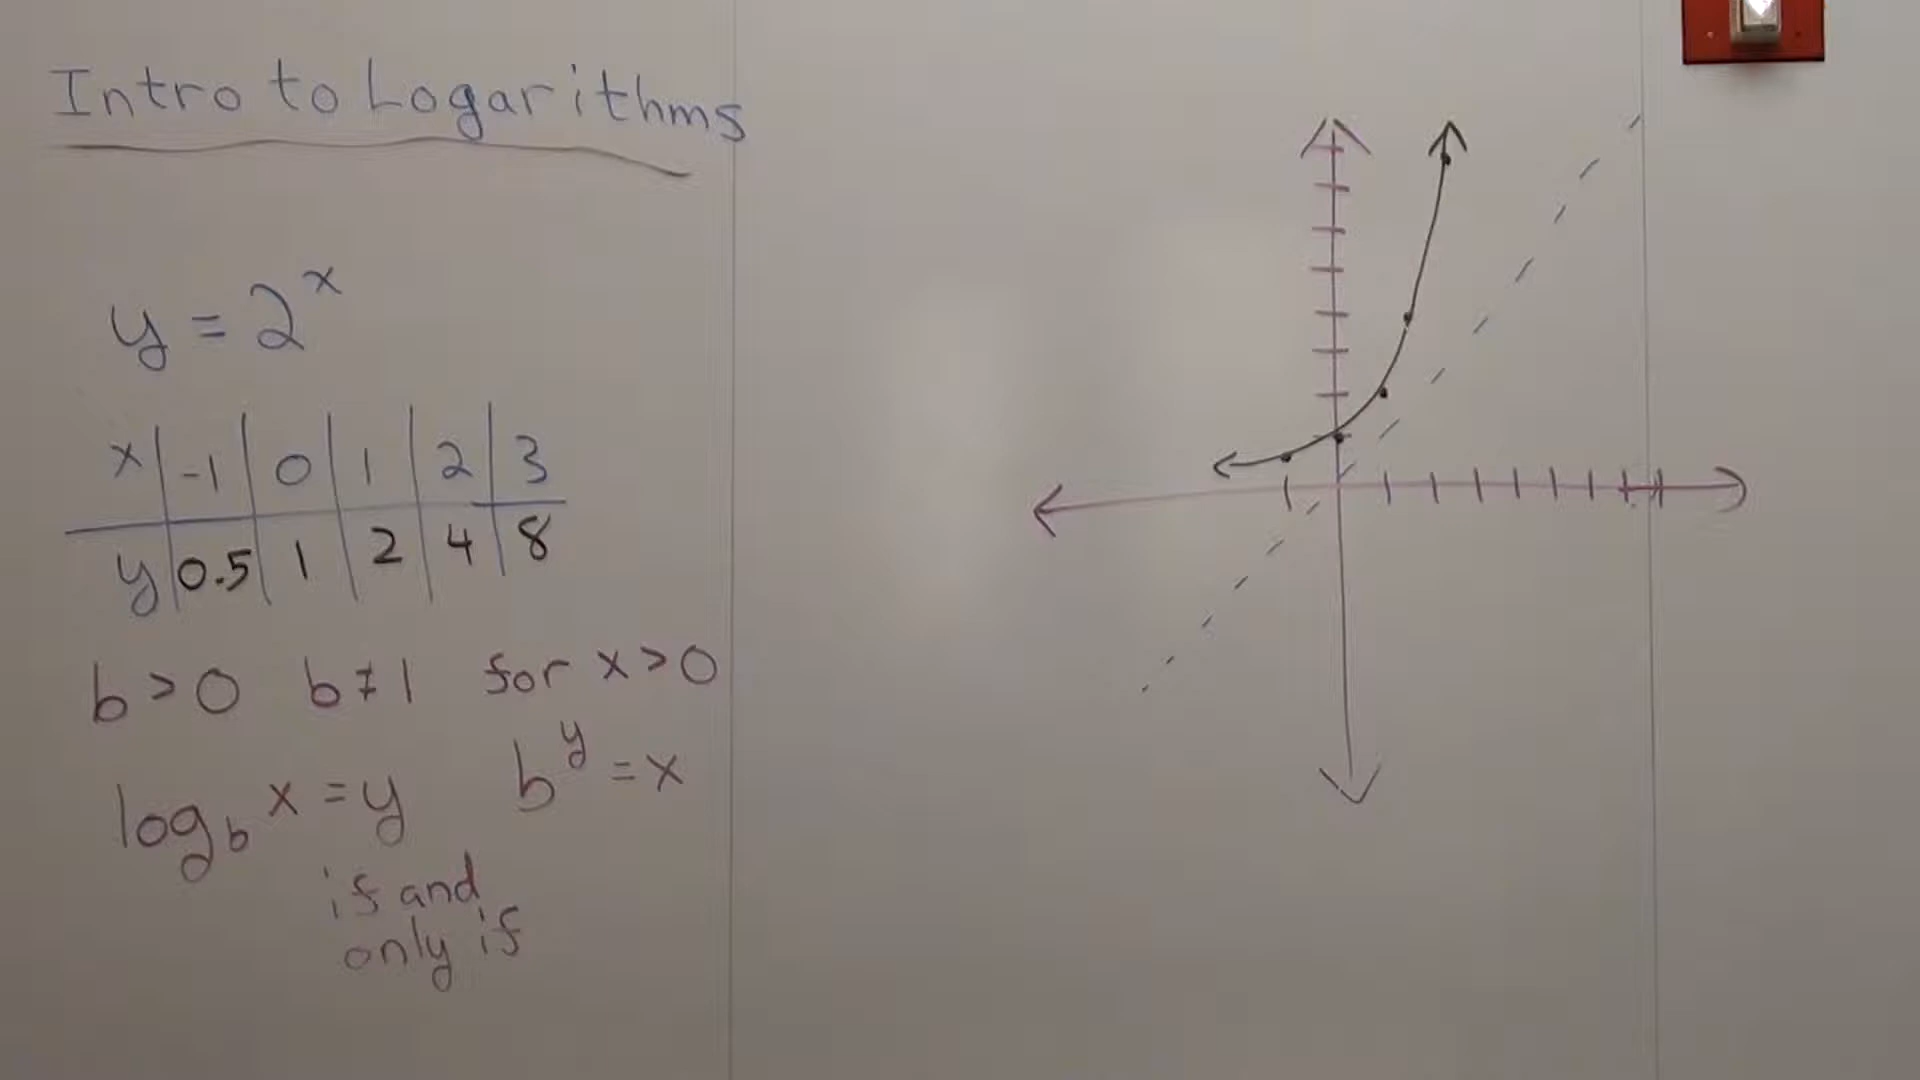 Intro to Logarithms
y = 2^x
x | -1 | 0 | 1 | 2 | 3
y | 0.5 | 1 | 2 | 4 | 8
b > 0 b ≠ 1 for x > 0
log_b x = y b^y = x
if and
only if